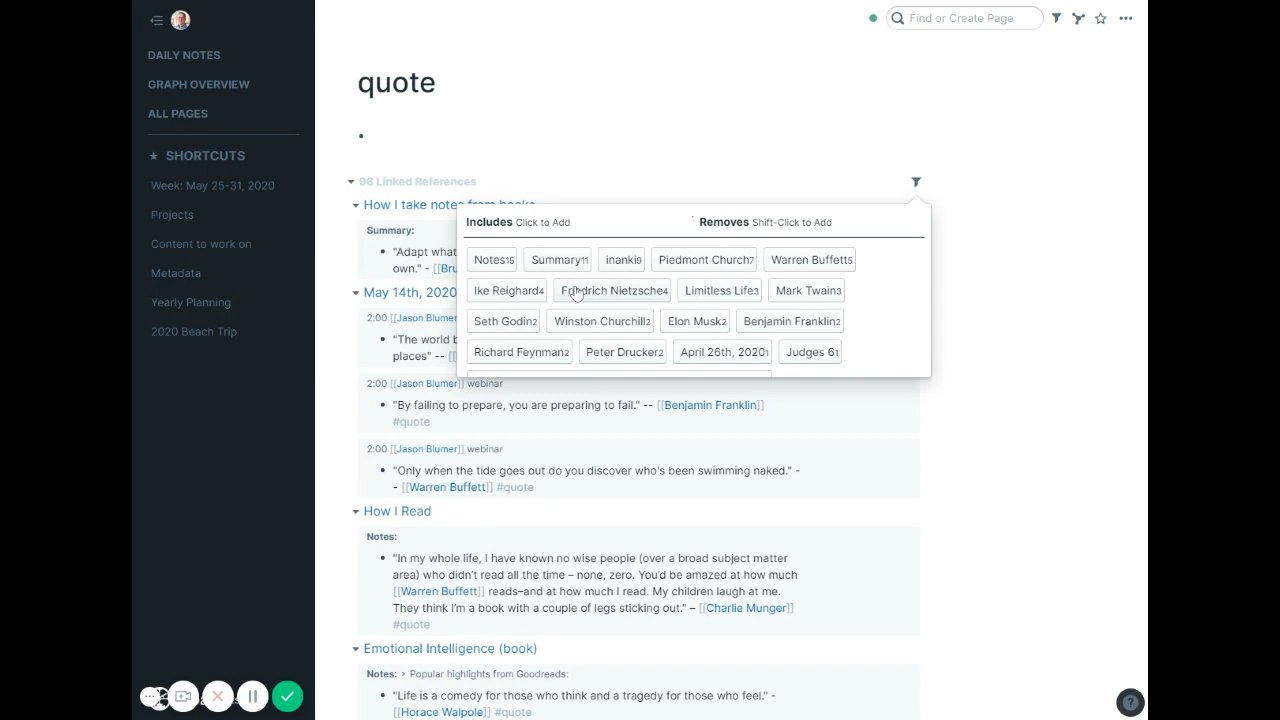 DAILY NOTES
GRAPH OVERVIEW
ALL PAGES
★ SHORTCUTS
Week: May 25-31, 2020
Projects
Content to work on
Metadata
Yearly Planning
2020 Beach Trip
Find or Create Page
quote
96 Linked References
How I take notes from books
Includes Click to Add
Removes Shift-Click to Add
Notes15 Summary11 inanki9 Piedmont Church7 Warren Buffett5
Ike Reighard4 Friedrich Nietzsche4 Limitless Life3 Mark Twain3
Seth Godin2 Winston Churchill2 Elon Musk2 Benjamin Franklin2
Richard Feynman2 Peter Drucker2 April 26th, 20201 Judges 61
Summary:
"Adapt what
own." - [[Bru
May 14th, 2020
2:00 [[Jason Blumer
"The world b
places" -- [[
2:00 [[Jason Blumer]] webinar
"By failing to prepare, you are preparing to fail." -- [[Benjamin Franklin]]
#quote
2:00 [[Jason Blumer]] webinar
"Only when the tide goes out do you discover who's been swimming naked." -
- [[Warren Buffett]] #quote
How I Read
Notes:
"In my whole life, I have known no wise people (over a broad subject matter
area) who didn't read all the time – none, zero. You'd be amazed at how much
[[Warren Buffett]] reads–and at how much I read. My children laugh at me.
They think I'm a book with a couple of legs sticking out." – [[Charlie Munger]]
#quote
Emotional Intelligence (book)
Notes: › Popular highlights from Goodreads:
"Life is a comedy for those who think and a tragedy for those who feel." -
[[Horace Walpole]] #quote